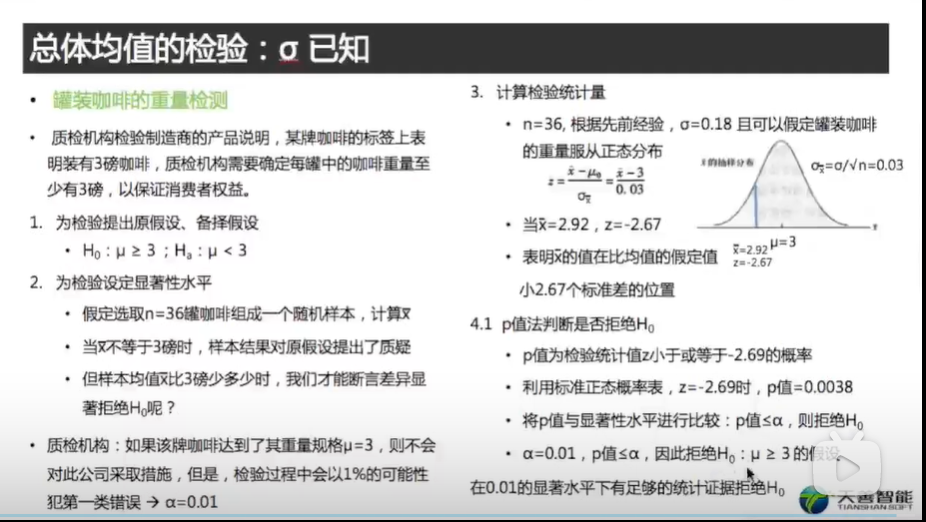 总体均值的检验：σ 已知
• 罐装咖啡的重量检测
• 质检机构检验制造商的产品说明，某牌咖啡的标签上表
明装有3磅咖啡，质检机构需要确定每罐中的咖啡重量至
少有3磅，以保证消费者权益。
1. 为检验提出原假设、备择假设
• H₀：μ ≥ 3 ；Hₐ：μ < 3
2. 为检验设定显著性水平
• 假定选取n=36罐咖啡组成一个随机样本，计算x̅
• 当x̅不等于3磅时，样本结果对原假设提出了质疑
• 但样本均值x̅比3磅少多少时，我们才能断言差异显
著拒绝H₀呢？
• 质检机构：如果该牌咖啡达到了其重量规格μ=3，则不会
对此公司采取措施，但是，检验过程中会以1%的可能性
犯第一类错误 → α=0.01
3. 计算检验统计量
• n=36, 根据先前经验，σ=0.18 且可以假定罐装咖啡
的重量服从正态分布
z = (x̅ − μ₀)/σx̅ = (x̅ − 3)/0.03
x̅ 的抽样分布
σx̅=σ/√n=0.03
x̅
• 当x̅=2.92，z=-2.67
x̅=2.92
μ=3
z=-2.67
• 表明x̅的值在比均值的假定值
小2.67个标准差的位置
4.1 p值法判断是否拒绝H₀
• p值为检验统计值z小于或等于-2.69的概率
• 利用标准正态概率表，z=-2.69时，p值=0.0038
• 将p值与显著性水平进行比较：p值≤α，则拒绝H₀
• α=0.01，p值≤α，因此拒绝H₀：μ ≥ 3 的假设
在0.01的显著水平下有足够的统计证据拒绝H₀
天善智能
TIANSHANSOFT